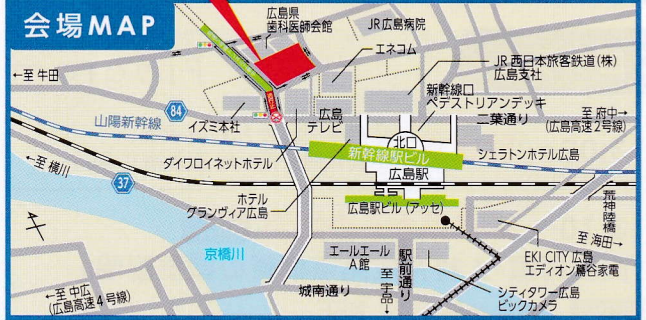 会場MAP
広島県
歯科医師会館
JR広島病院
エネコム
JR西日本旅客鉄道(株)
広島支社
←至 牛田
新幹線口
ペデストリアンデッキ
二葉通り
至 府中→
(広島高速2号線)
84
山陽新幹線
イズミ本社
広島
テレビ
北口
新幹線駅ビル
シェラトンホテル広島
←至 横川
ダイワロイネットホテル
広島駅
37
ホテル
グランヴィア広島
広島駅ビル(アッセ)
荒神陸橋
至 海田→
京橋川
エールエール
A館
駅前通り
至 宇品→
EKI CITY 広島
エディオン蔦谷家電
←至 中広
(広島高速4号線)
城南通り
シティタワー広島
ビックカメラ